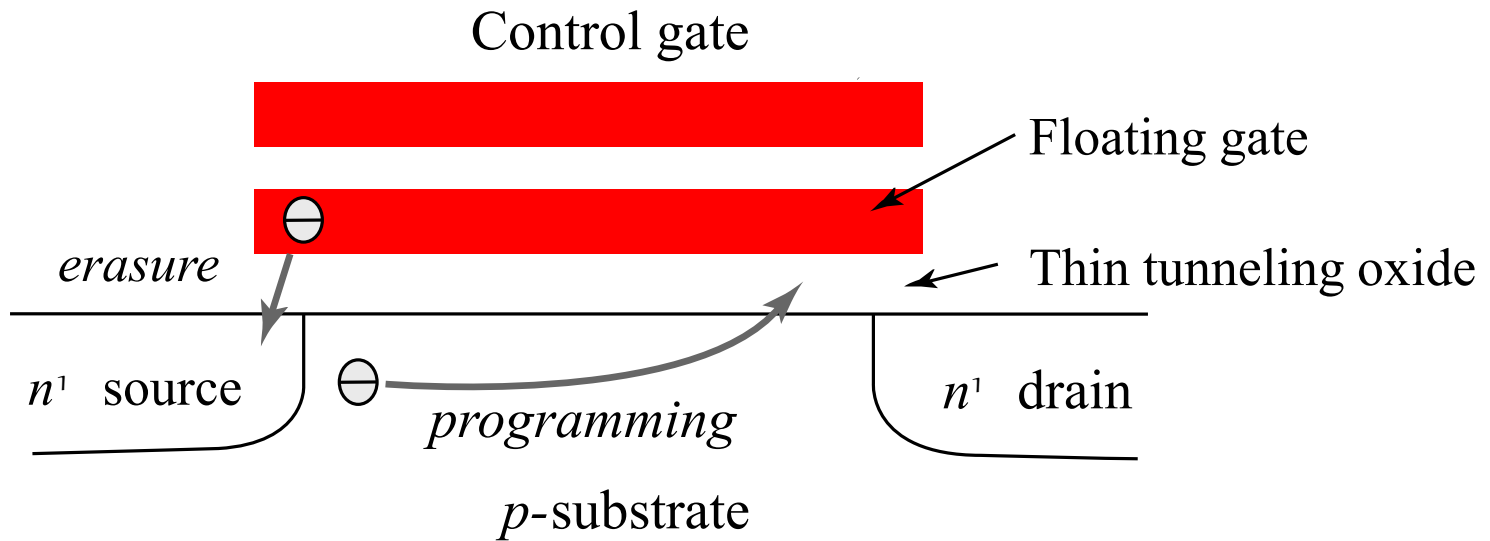 Control gate
Floating gate
erasure
Thin tunneling oxide
n¹ source
n¹ drain
programming
p-substrate